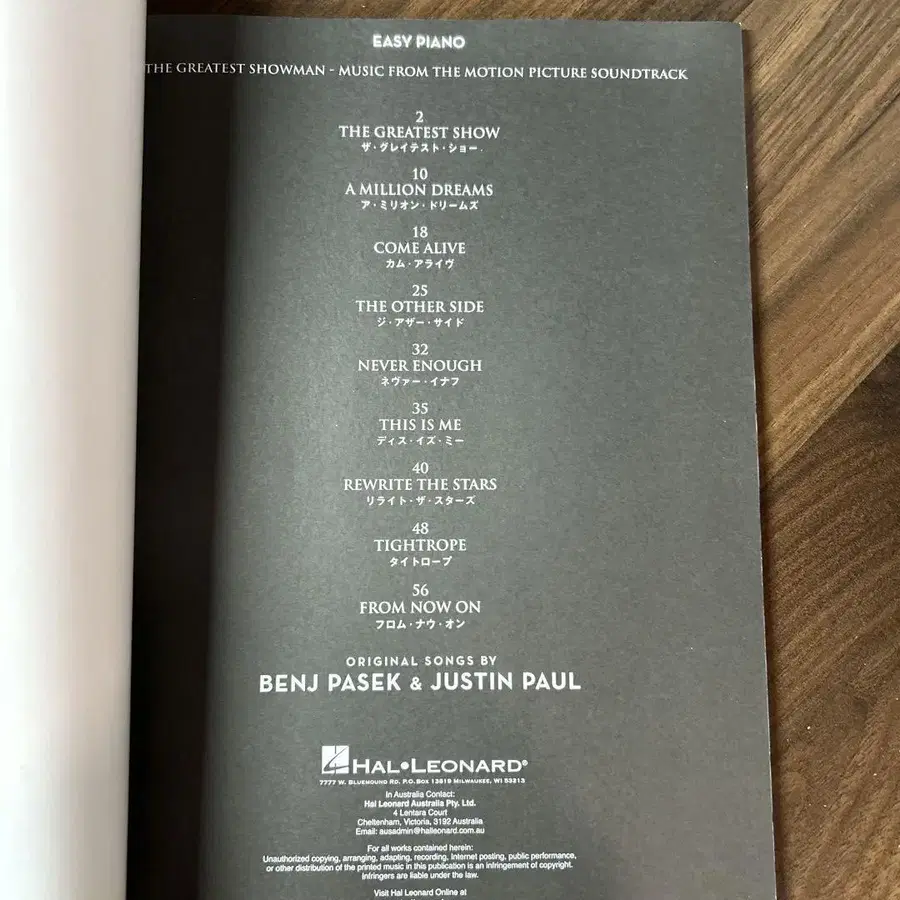 EASY PIANO
THE GREATEST SHOWMAN - MUSIC FROM THE MOTION PICTURE SOUNDTRACK
2
THE GREATEST SHOW
ザ・グレイテスト・ショー
10
A MILLION DREAMS
ア・ミリオン・ドリームズ
18
COME ALIVE
カム・アライヴ
25
THE OTHER SIDE
ジ・アザー・サイド
32
NEVER ENOUGH
ネヴァー・イナフ
35
THIS IS ME
ディス・イズ・ミー
40
REWRITE THE STARS
リライト・ザ・スターズ
48
TIGHTROPE
タイトロープ
56
FROM NOW ON
フロム・ナウ・オン
ORIGINAL SONGS BY
BENJ PASEK & JUSTIN PAUL
HAL•LEONARD®
7777 W. BLUEMOUND RD. P.O. BOX 13819 MILWAUKEE, WI 53213
In Australia Contact:
Hal Leonard Australia Pty. Ltd.
4 Lentara Court
Cheltenham, Victoria, 3192 Australia
Email: ausadmin@halleonard.com.au
For all works contained herein:
Unauthorized copying, arranging, adapting, recording, Internet posting, public performance,
or other distribution of the printed music in this publication is an infringement of copyright.
Infringers are liable under the law.
Visit Hal Leonard Online at